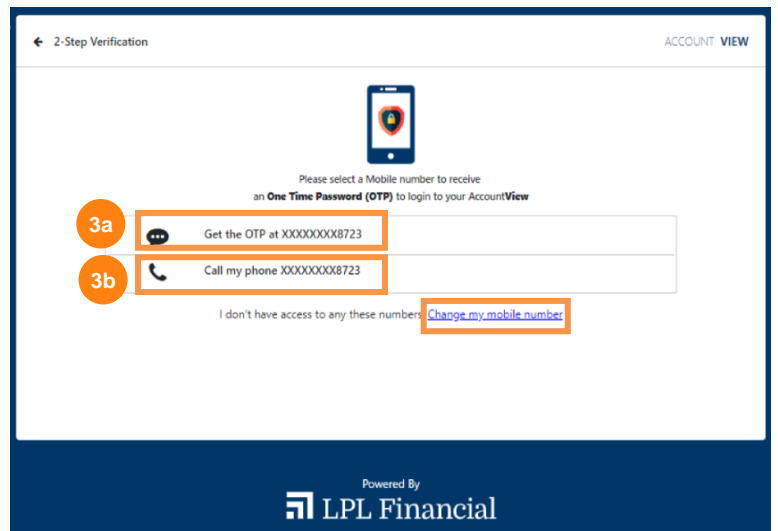 2-Step Verification
ACCOUNT VIEW
Please select a Mobile number to receive
an One Time Password (OTP) to login to your AccountView
3a
Get the OTP at XXXXXXXX8723
3b
Call my phone XXXXXXXX8723
I don't have access to any these numbers Change my mobile number
Powered By
LPL Financial